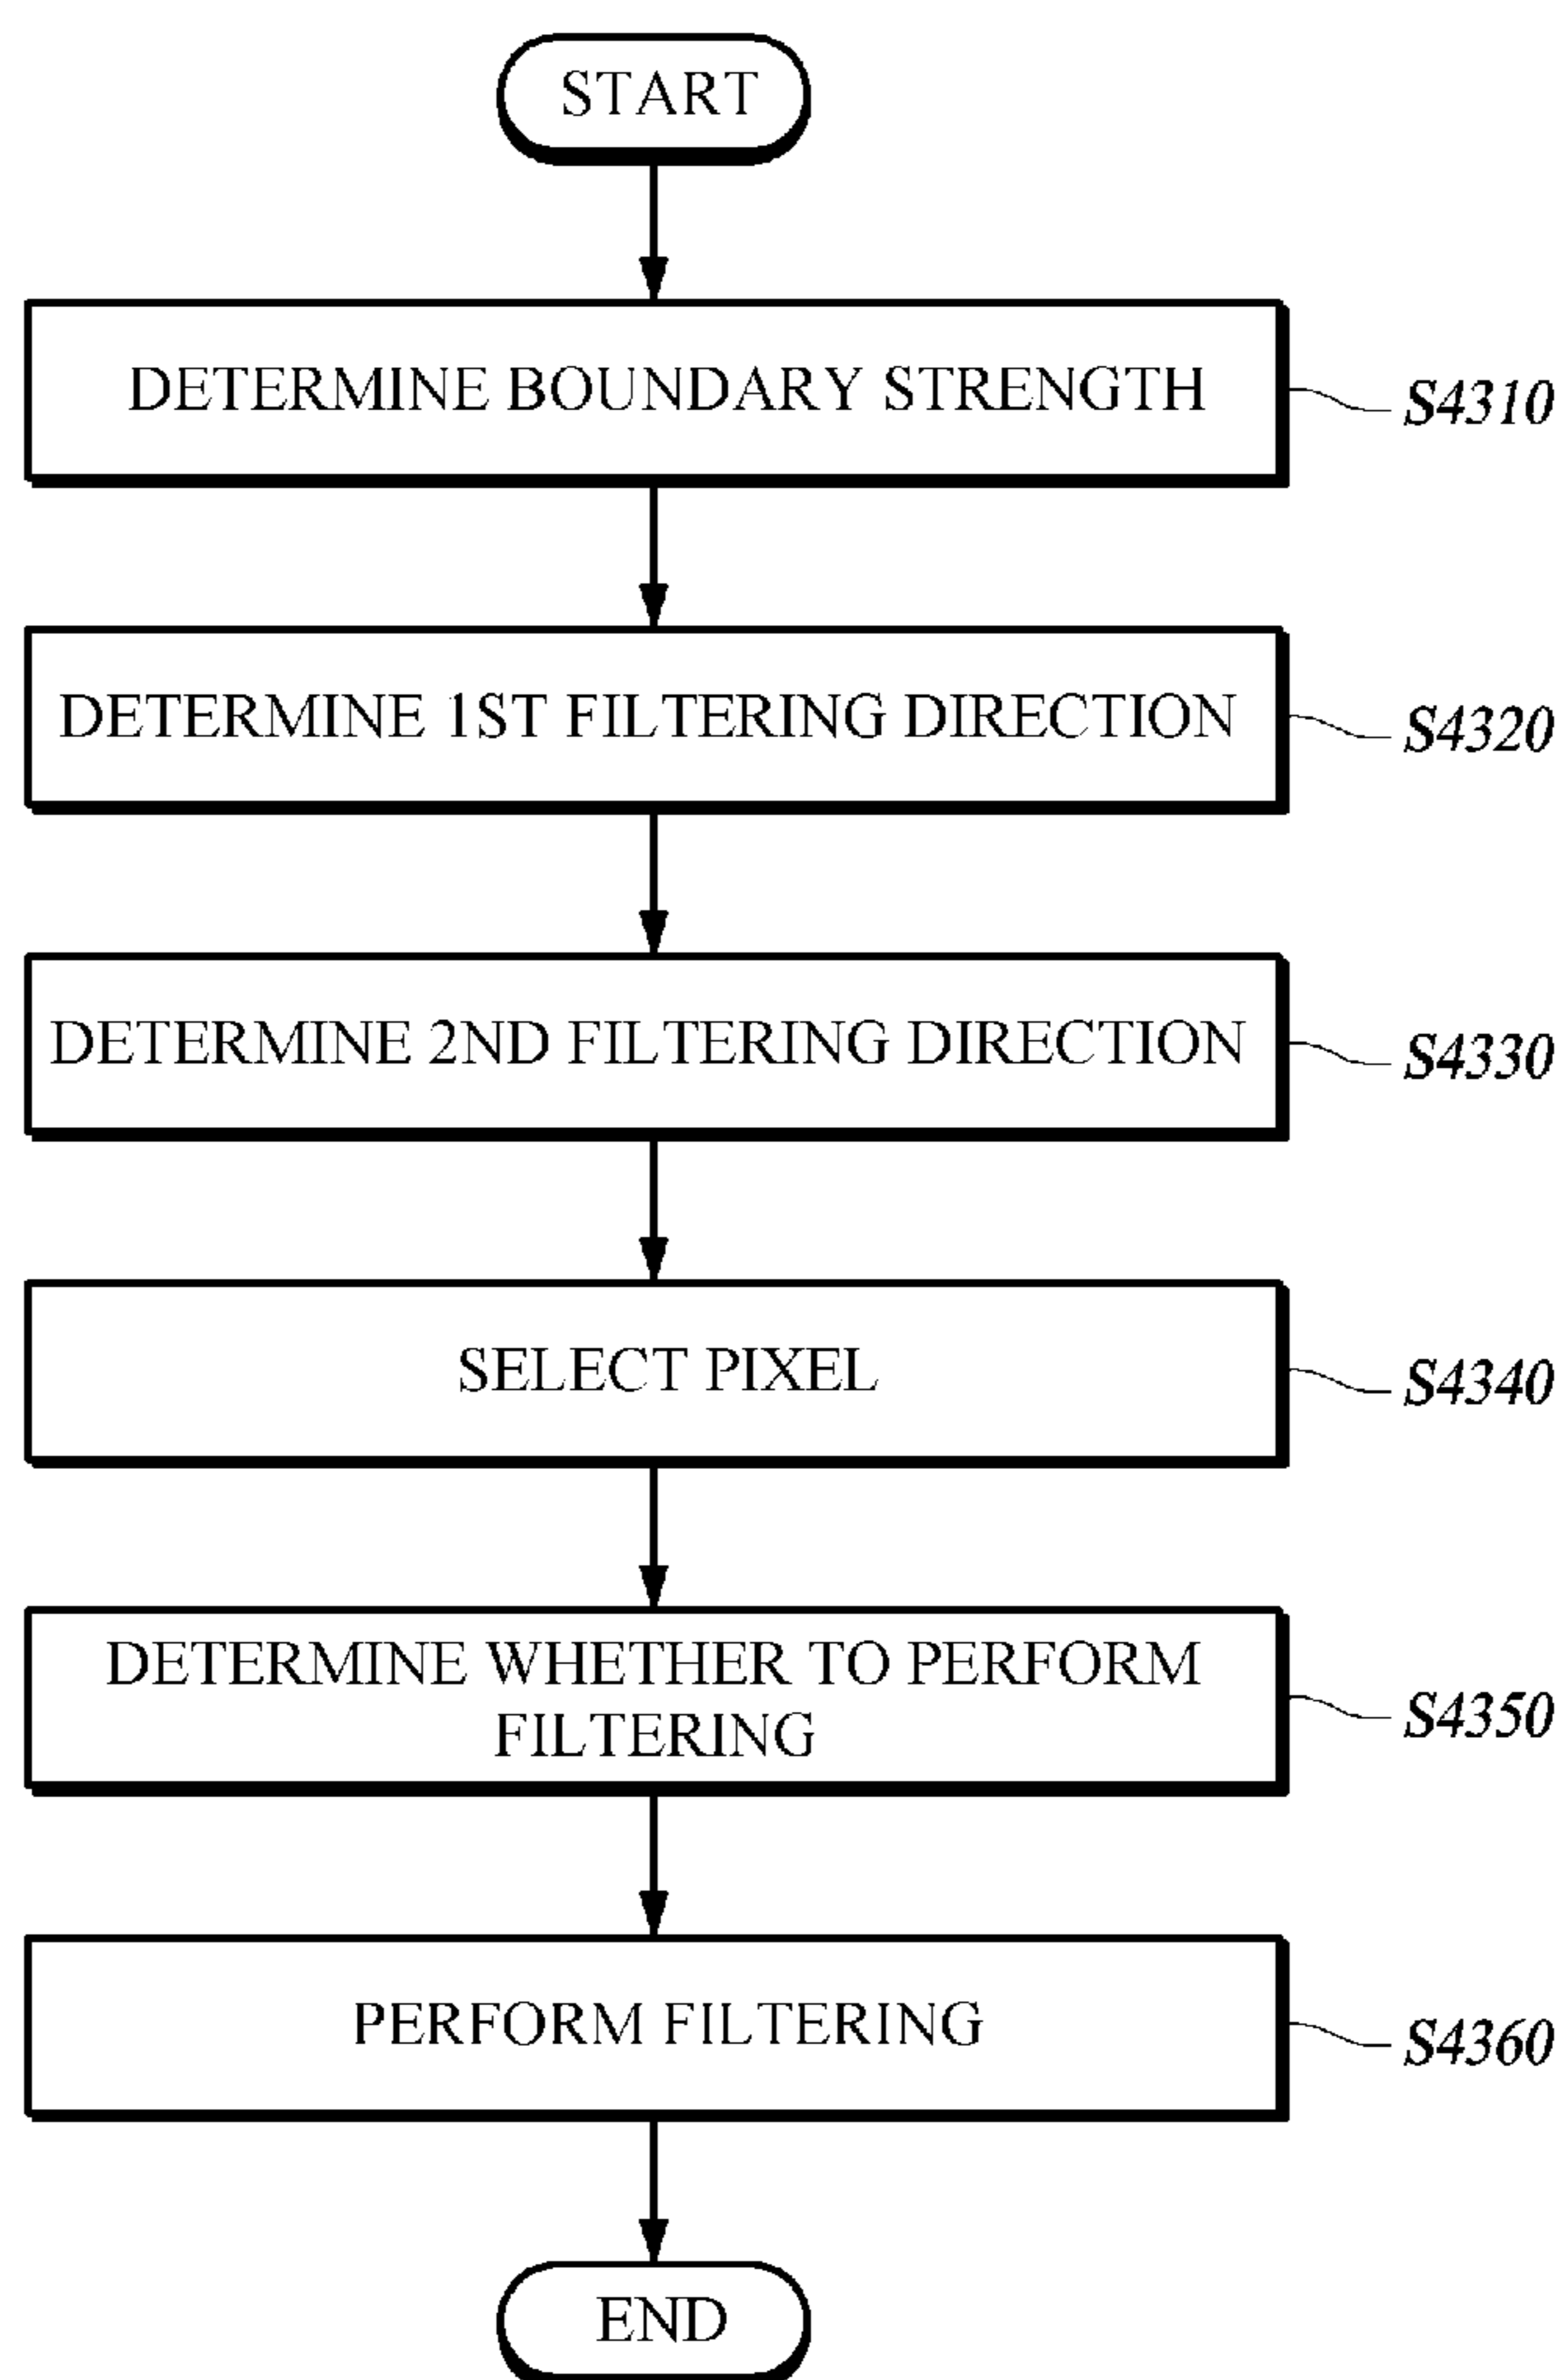 START
DETERMINE BOUNDARY STRENGTH
S4310
DETERMINE 1ST FILTERING DIRECTION
S4320
DETERMINE 2ND FILTERING DIRECTION
S4330
SELECT PIXEL
S4340
DETERMINE WHETHER TO PERFORM
FILTERING
S4350
PERFORM FILTERING
S4360
END